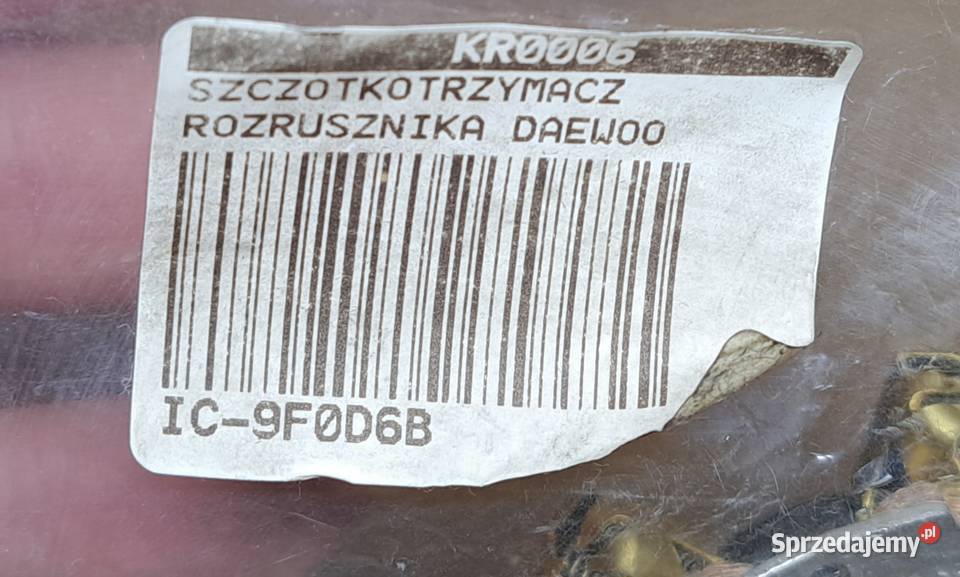 KR0006
SZCZOTKOTRZYMACZ
ROZRUSZNIKA DAEWOO
IC-9F0D6B
Sprzedajemy.pl